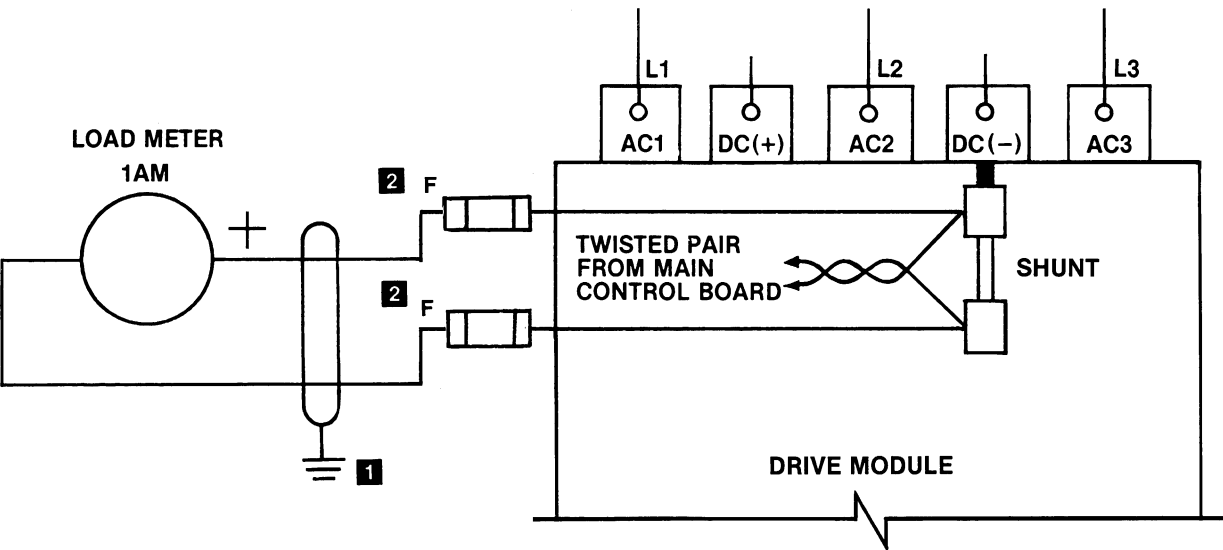 L1
L2
L3
AC1
DC(+)
AC2
DC(−)
AC3
LOAD METER
1AM
+
2
F
TWISTED PAIR
FROM MAIN
CONTROL BOARD
SHUNT
2
F
1
DRIVE MODULE